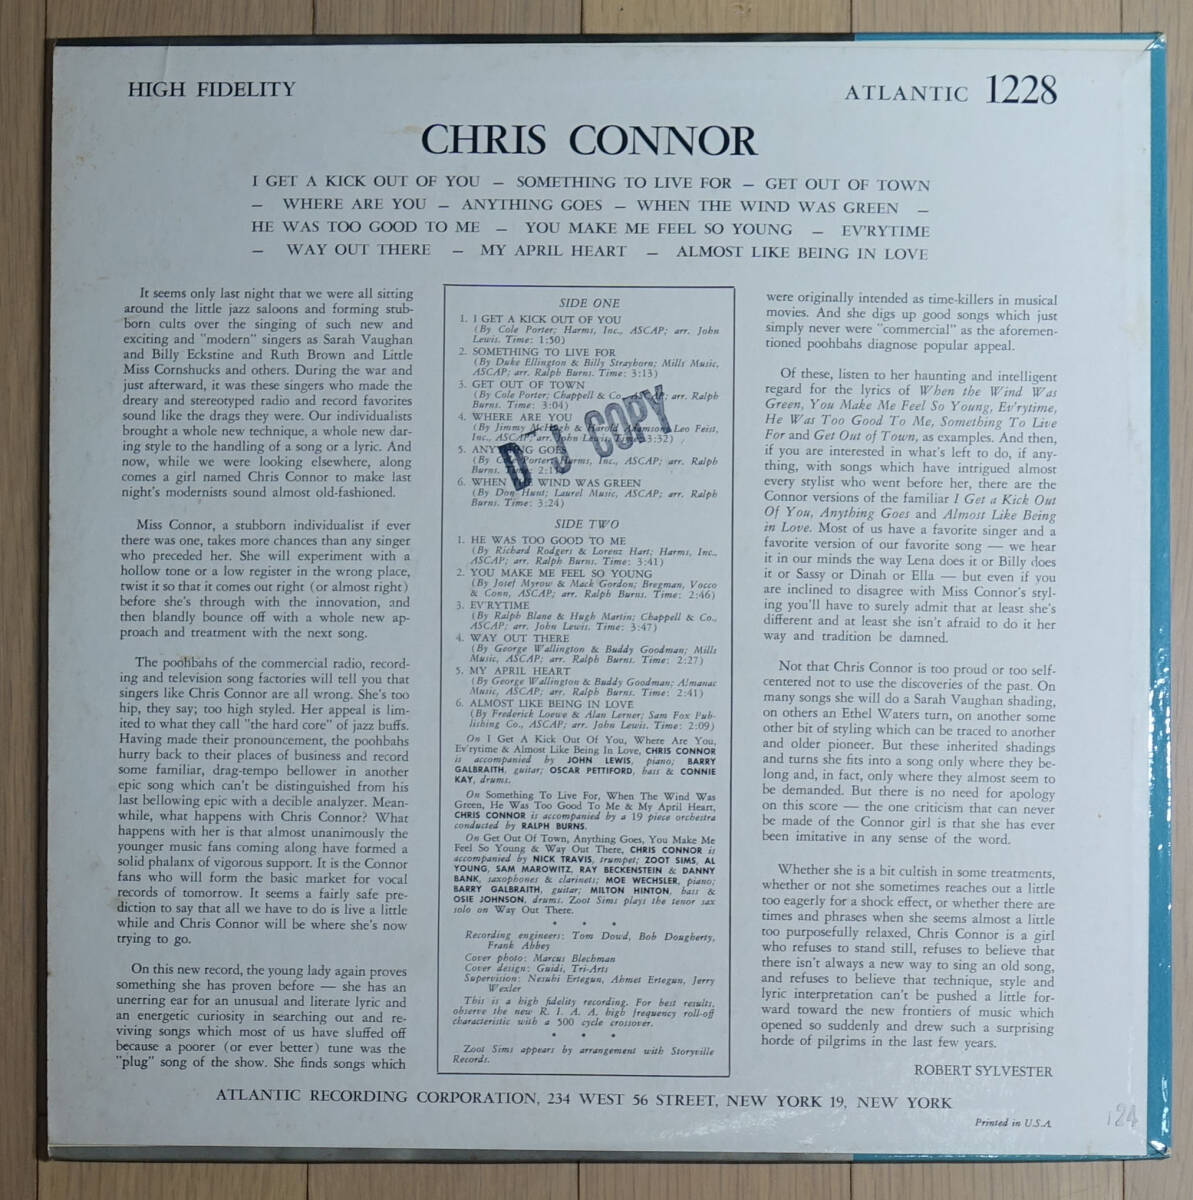 HIGH FIDELITY
ATLANTIC 1228
CHRIS CONNOR
I GET A KICK OUT OF YOU — SOMETHING TO LIVE FOR — GET OUT OF TOWN
— WHERE ARE YOU — ANYTHING GOES — WHEN THE WIND WAS GREEN —
HE WAS TOO GOOD TO ME — YOU MAKE ME FEEL SO YOUNG — EV'RYTIME
— WAY OUT THERE — MY APRIL HEART — ALMOST LIKE BEING IN LOVE
It seems only last night that we were all sitting
around the little jazz saloons and forming stub-
born cults over the singing of such new and
exciting and "modern" singers as Sarah Vaughan
and Billy Eckstine and Ruth Brown and Little
Miss Cornshucks and others. During the war and
just afterward, it was these singers who made the
dreary and stereotyped radio and record favorites
sound like the drags they were. Our individualists
brought a whole new technique, a whole new dar-
ing style to the handling of a song or a lyric. And
now, while we were looking elsewhere, along
comes a girl named Chris Connor to make last
night's modernists sound almost old-fashioned.
Miss Connor, a stubborn individualist if ever
there was one, takes more chances than any singer
who preceded her. She will experiment with a
hollow tone or a low register in the wrong place,
twist it so that it comes out right (or almost right)
before she's through with the innovation, and
then blandly bounce off with a whole new ap-
proach and treatment with the next song.
The poohbahs of the commercial radio, record-
ing and television song factories will tell you that
singers like Chris Connor are all wrong. She's too
hip, they say; too high styled. Her appeal is lim-
ited to what they call "the hard core" of jazz buffs.
Having made their pronouncement, the poohbahs
hurry back to their places of business and record
some familiar, drag-tempo bellower in another
epic song which can't be distinguished from his
last bellowing epic with a decible analyzer. Mean-
while, what happens with Chris Connor? What
happens with her is that almost unanimously the
younger music fans coming along have formed a
solid phalanx of vigorous support. It is the Connor
fans who will form the basic market for vocal
records of tomorrow. It seems a fairly safe pre-
diction to say that all we have to do is live a little
while and Chris Connor will be where she's now
trying to go.
On this new record, the young lady again proves
something she has proven before — she has an
unerring ear for an unusual and literate lyric and
an energetic curiosity in searching out and re-
viving songs which most of us have sluffed off
because a poorer (or ever better) tune was the
"plug" song of the show. She finds songs which
SIDE ONE
1. I GET A KICK OUT OF YOU
(By Cole Porter; Harms, Inc., ASCAP; arr. John
Lewis. Time: 1:50)
2. SOMETHING TO LIVE FOR
(By Duke Ellington & Billy Strayhorn; Mills Music,
ASCAP; arr. Ralph Burns. Time: 3:13)
3. GET OUT OF TOWN
(By Cole Porter; Chappell & Co., ASCAP; arr. Ralph
Burns. Time: 3:04)
4. WHERE ARE YOU
(By Jimmy McHugh & Harold Adamson; Leo Feist,
Inc., ASCAP; arr. John Lewis. Time: 3:32)
5. ANYTHING GOES
(By Cole Porter; Harms, Inc., ASCAP; arr. Ralph
Burns. Time: 2:)
6. WHEN THE WIND WAS GREEN
(By Don Hunt; Laurel Music, ASCAP; arr. Ralph
Burns. Time: 3:24)
D J COPY
SIDE TWO
1. HE WAS TOO GOOD TO ME
(By Richard Rodgers & Lorenz Hart; Harms, Inc.,
ASCAP; arr. Ralph Burns. Time: 3:41)
2. YOU MAKE ME FEEL SO YOUNG
(By Josef Myrow & Mack Gordon; Bregman, Vocco
& Conn, ASCAP; arr. Ralph Burns. Time: 2:46)
3. EV'RYTIME
(By Ralph Blane & Hugh Martin; Chappell & Co.,
ASCAP; arr. John Lewis. Time: 3:47)
4. WAY OUT THERE
(By George Wallington & Buddy Goodman; Mills
Music, ASCAP; arr. Ralph Burns. Time: 2:27)
5. MY APRIL HEART
(By George Wallington & Buddy Goodman; Almanac
Music, ASCAP; arr. Ralph Burns. Time: 2:41)
6. ALMOST LIKE BEING IN LOVE
(By Frederick Loewe & Alan Lerner; Sam Fox Pub-
lishing Co., ASCAP; arr. John Lewis. Time: 2:09)
On I Get A Kick Out Of You, Where Are You,
Ev'rytime & Almost Like Being In Love, CHRIS CONNOR
is accompanied by JOHN LEWIS, piano; BARRY
GALBRAITH, guitar; OSCAR PETTIFORD, bass & CONNIE
KAY, drums.
On Something To Live For, When The Wind Was
Green, He Was Too Good To Me & My April Heart,
CHRIS CONNOR is accompanied by a 19 piece orchestra
conducted by RALPH BURNS.
On Get Out Of Town, Anything Goes, You Make Me
Feel So Young & Way Out There, CHRIS CONNOR is
accompanied by NICK TRAVIS, trumpet; ZOOT SIMS, AL
YOUNG, SAM MAROWITZ, RAY BECKENSTEIN & DANNY
BANK, saxophones & clarinets; MOE WECHSLER, piano;
BARRY GALBRAITH, guitar; MILTON HINTON, bass &
OSIE JOHNSON, drums. Zoot Sims plays the tenor sax
solo on Way Out There.
* * *
Recording engineers: Tom Dowd, Bob Dougherty,
Frank Abbey
Cover photo: Marcus Blechman
Cover design: Guidi, Tri-Arts
Supervision: Nesuhi Ertegun, Ahmet Ertegun, Jerry
Wexler
This is a high fidelity recording. For best results,
observe the new R. I. A. A. high frequency roll-off
characteristic with a 500 cycle crossover.
* * *
Zoot Sims appears by arrangement with Storyville
Records.
were originally intended as time-killers in musical
movies. And she digs up good songs which just
simply never were "commercial" as the aforemen-
tioned poohbahs diagnose popular appeal.
Of these, listen to her haunting and intelligent
regard for the lyrics of When the Wind Was
Green, You Make Me Feel So Young, Ev'rytime,
He Was Too Good To Me, Something To Live
For and Get Out of Town, as examples. And then,
if you are interested in what's left to do, if any-
thing, with songs which have intrigued almost
every stylist who went before her, there are the
Connor versions of the familiar I Get a Kick Out
Of You, Anything Goes and Almost Like Being
in Love. Most of us have a favorite singer and a
favorite version of our favorite song — we hear
it in our minds the way Lena does it or Billy does
it or Sassy or Dinah or Ella — but even if you
are inclined to disagree with Miss Connor's styl-
ing you'll have to surely admit that at least she's
different and at least she isn't afraid to do it her
way and tradition be damned.
Not that Chris Connor is too proud or too self-
centered not to use the discoveries of the past. On
many songs she will do a Sarah Vaughan shading,
on others an Ethel Waters turn, on another some
other bit of styling which can be traced to another
and older pioneer. But these inherited shadings
and turns she fits into a song only where they be-
long and, in fact, only where they almost seem to
be demanded. But there is no need for apology
on this score — the one criticism that can never
be made of the Connor girl is that she has ever
been imitative in any sense of the word.
Whether she is a bit cultish in some treatments,
whether or not she sometimes reaches out a little
too eagerly for a shock effect, or whether there are
times and phrases when she seems almost a little
too purposefully relaxed, Chris Connor is a girl
who refuses to stand still, refuses to believe that
there isn't always a new way to sing an old song,
and refuses to believe that technique, style and
lyric interpretation can't be pushed a little for-
ward toward the new frontiers of music which
opened so suddenly and drew such a surprising
horde of pilgrims in the last few years.
ROBERT SYLVESTER
ATLANTIC RECORDING CORPORATION, 234 WEST 56 STREET, NEW YORK 19, NEW YORK
Printed in U.S.A.
124